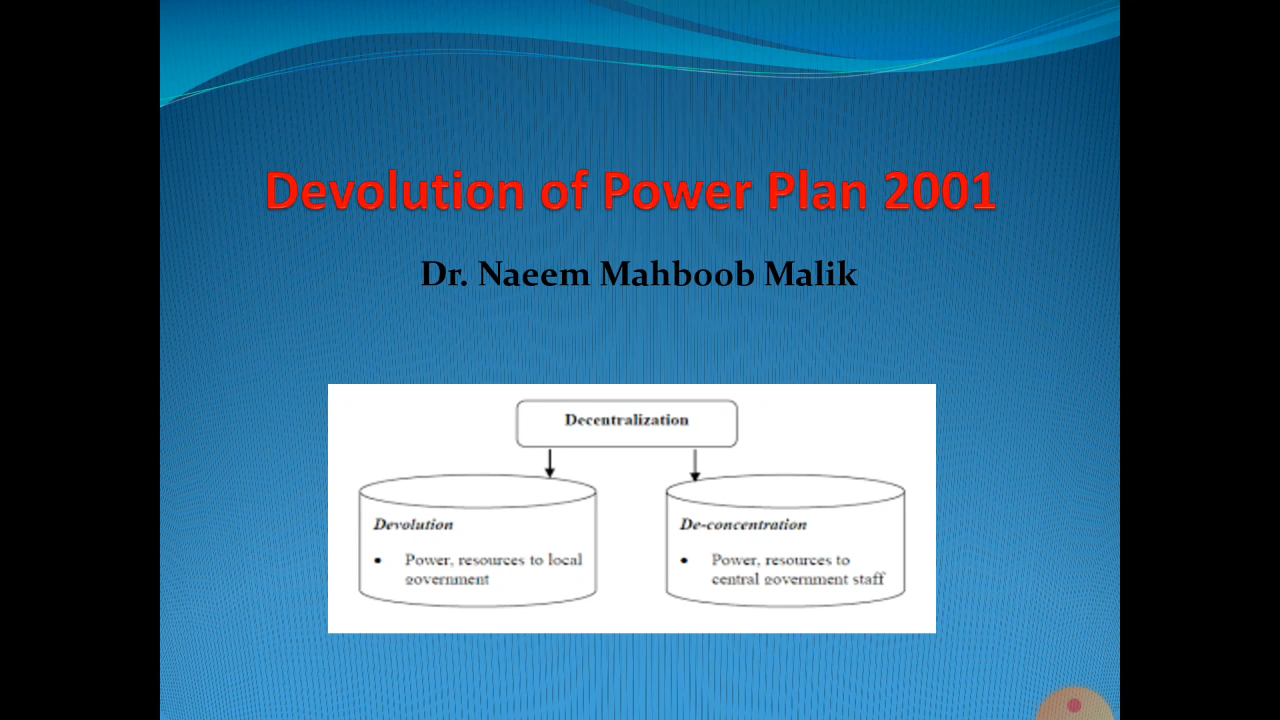 Devolution of Power Plan 2001
Dr. Naeem Mahboob Malik
Decentralization
Devolution
• Power, resources to local
government
De-concentration
• Power, resources to
central government staff